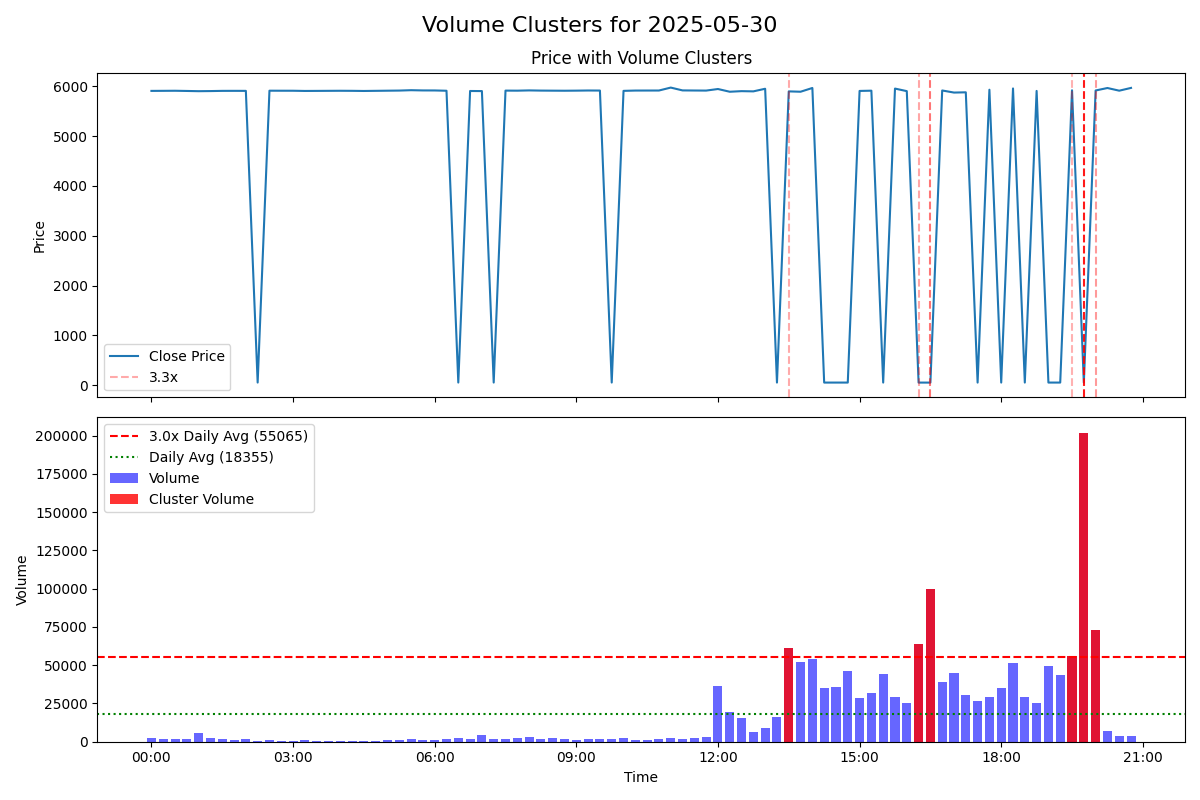 Volume Clusters for 2025-05-30
Price with Volume Clusters
6000
5000
4000
3000
2000
1000
0
Price
Close Price
3.3x
200000
175000
150000
125000
100000
75000
50000
25000
0
Volume
3.0x Daily Avg (55065)
Daily Avg (18355)
Volume
Cluster Volume
00:00 03:00 06:00 09:00 12:00 15:00 18:00 21:00
Time